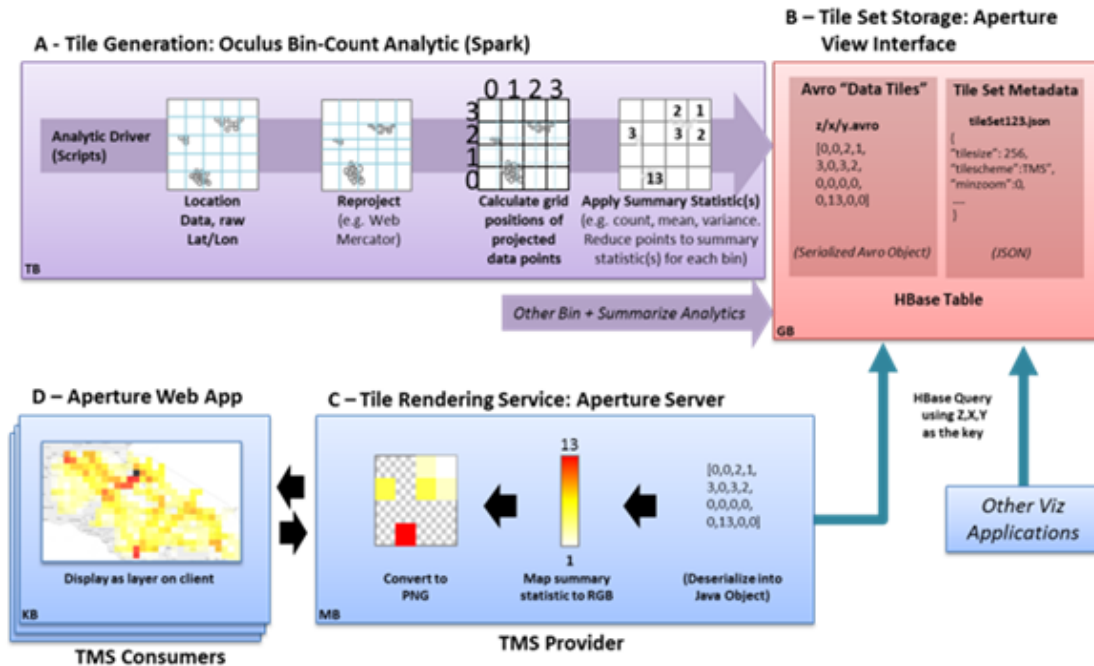 A - Tile Generation: Oculus Bin-Count Analytic (Spark)
Analytic Driver
(Scripts)
Location
Data, raw
Lat/Lon
Reproject
(e.g. Web
Mercator)
0 1 2 3
3
2
1
0
Calculate grid
positions of
projected
data points
2 1
3 3 2
13
Apply Summary Statistic(s)
(e.g. count, mean, variance.
Reduce points to summary
statistic(s) for each bin)
TB
Other Bin + Summarize Analytics
B – Tile Set Storage: Aperture
View Interface
Avro “Data Tiles”
z/x/y.avro
[0,0,2,1,
3,0,3,2,
0,0,0,0,
0,13,0,0]
(Serialized Avro Object)
Tile Set Metadata
tileSet123.json
{
“tilesize”: 256,
“tilescheme”:TMS”,
“minzoom”:0,
....
}
(JSON)
HBase Table
GB
HBase Query
using Z,X,Y
as the key
Other Viz
Applications
D – Aperture Web App
Display as layer on client
KB
TMS Consumers
C – Tile Rendering Service: Aperture Server
Convert to
PNG
13
1
Map summary
statistic to RGB
[0,0,2,1,
3,0,3,2,
0,0,0,0,
0,13,0,0]
(Deserialize into
Java Object)
MB
TMS Provider